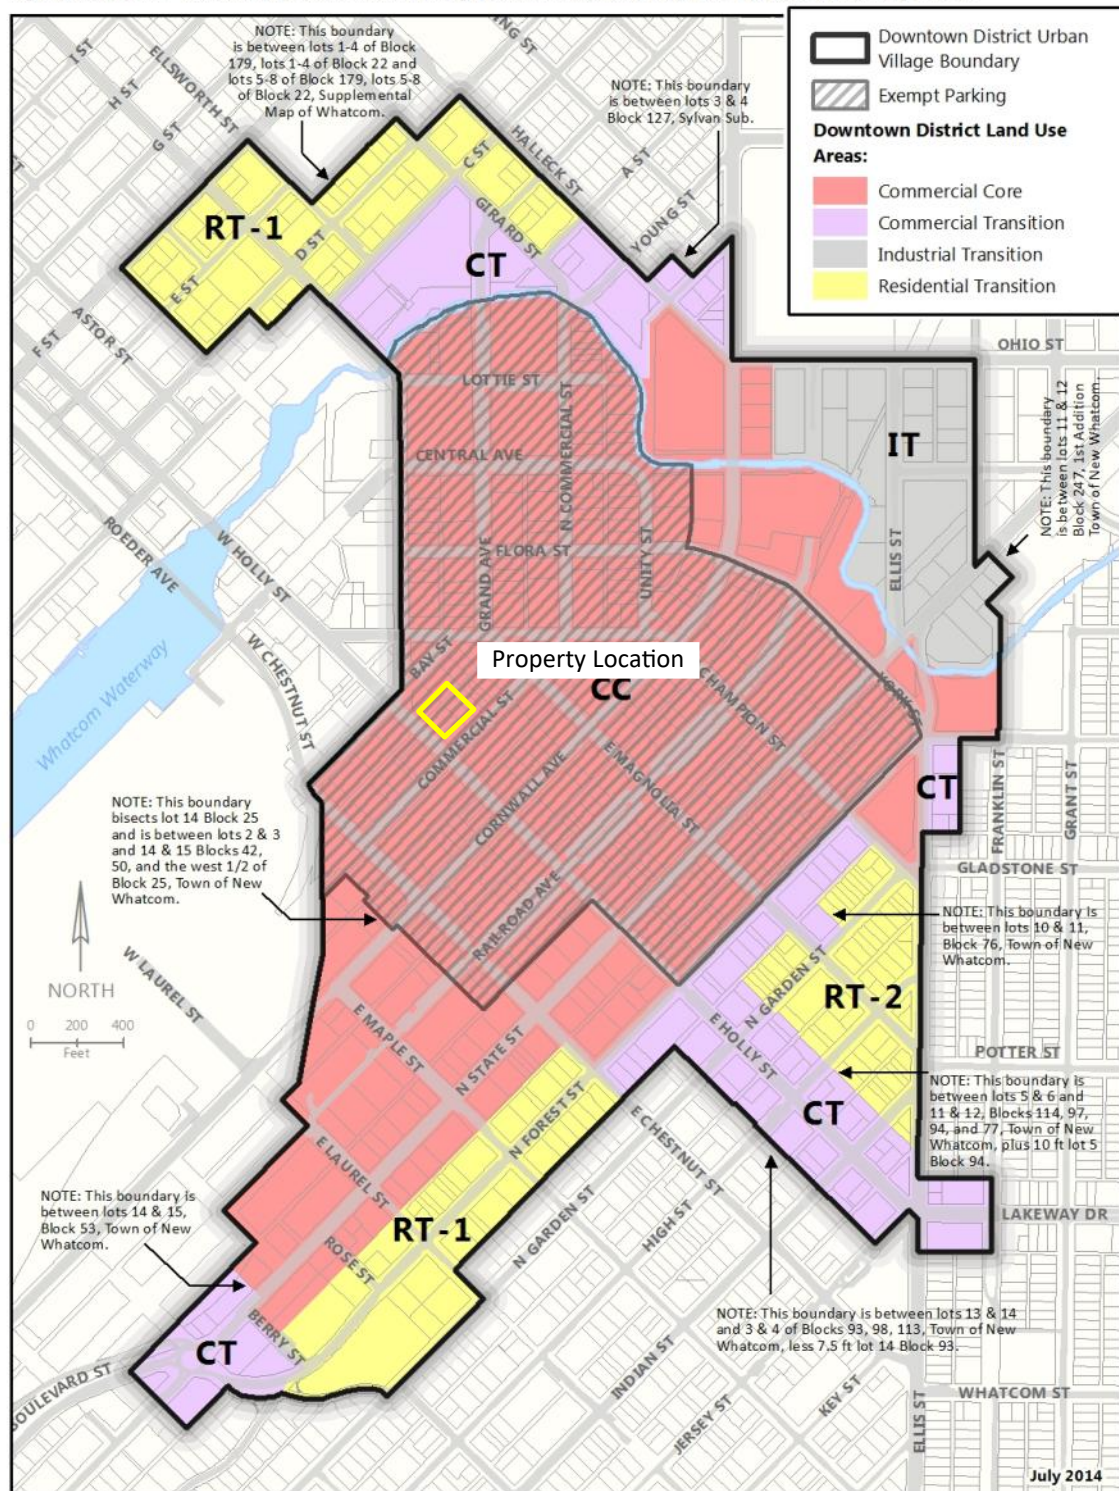 NOTE: This boundary
is between lots 1-4 of Block
179, lots 1-4 of Block 22 and
lots 5-8 of Block 179, lots 5-8
of Block 22, Supplemental
Map of Whatcom.
NOTE: This boundary
is between lots 3 & 4
Block 127, Sylvan Sub.
Downtown District Urban
Village Boundary
Exempt Parking
Downtown District Land Use
Areas:
Commercial Core
Commercial Transition
Industrial Transition
Residential Transition
I ST
H ST
G ST
ELLSWORTH ST
F ST
ASTOR ST
E ST
D ST
C ST
RT-1
HALLECK ST
A ST
YOUNG ST
GIRARD ST
CT
OHIO ST
LOTTIE ST
N COMMERCIAL ST
CENTRAL AVE
IT
NOTE: This boundary
is between lots 11 & 12
Block 247, 1st Addition
Town of New Whatcom.
ROEDER AVE
W HOLLY ST
GRAND AVE
FLORA ST
UNITY ST
ELLIS ST
W CHESTNUT ST
Whatcom Waterway
BAY ST
Property Location
CC
CHAMPION ST
YORK ST
COMMERCIAL ST
CORNWALL AVE
E MAGNOLIA ST
CT
FRANKLIN ST
GRANT ST
GLADSTONE ST
NOTE: This boundary
bisects lot 14 Block 25
and is between lots 2 & 3
and 14 & 15 Blocks 42,
50, and the west 1/2 of
Block 25, Town of New
Whatcom.
RAILROAD AVE
NOTE: This boundary is
between lots 10 & 11,
Block 76, Town of New
Whatcom.
NORTH
0 200 400
Feet
W LAUREL ST
N GARDEN ST
RT-2
E MAPLE ST
N STATE ST
E HOLLY ST
POTTER ST
NOTE: This boundary is
between lots 5 & 6 and
11 & 12, Blocks 114, 97,
94, and 77, Town of New
Whatcom, plus 10 ft lot 5
Block 94.
CT
N FOREST ST
E CHESTNUT ST
E LAUREL ST
NOTE: This boundary is
between lots 14 & 15,
Block 53, Town of New
Whatcom.
RT-1
ROSE ST
N GARDEN ST
HIGH ST
LAKEWAY DR
BERRY ST
CT
NOTE: This boundary is between lots 13 & 14
and 3 & 4 of Blocks 93, 98, 113, Town of New
Whatcom, less 7.5 ft lot 14 Block 93.
INDIAN ST
JERSEY ST
KEY ST
ELLIS ST
WHATCOM ST
BOULEVARD ST
July 2014